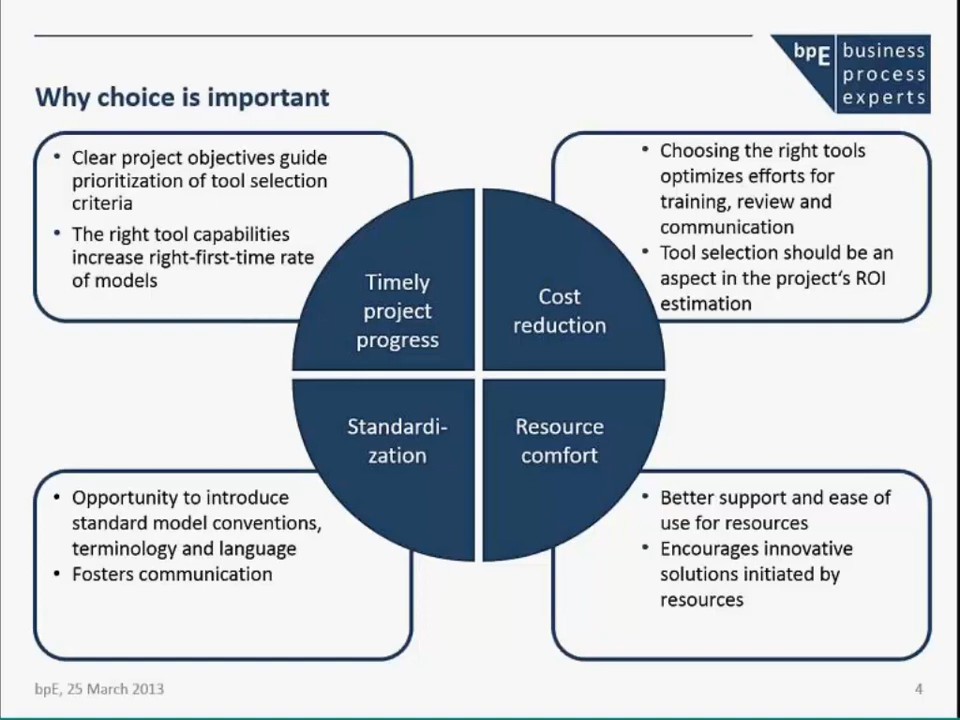 bpE business
process
experts
Why choice is important
• Clear project objectives guide
prioritization of tool selection
criteria
• The right tool capabilities
increase right-first-time rate
of models
• Choosing the right tools
optimizes efforts for
training, review and
communication
• Tool selection should be an
aspect in the project‘s ROI
estimation
Timely
project
progress
Cost
reduction
Standardi-
zation
Resource
comfort
• Opportunity to introduce
standard model conventions,
terminology and language
• Fosters communication
• Better support and ease of
use for resources
• Encourages innovative
solutions initiated by
resources
bpE, 25 March 2013
4